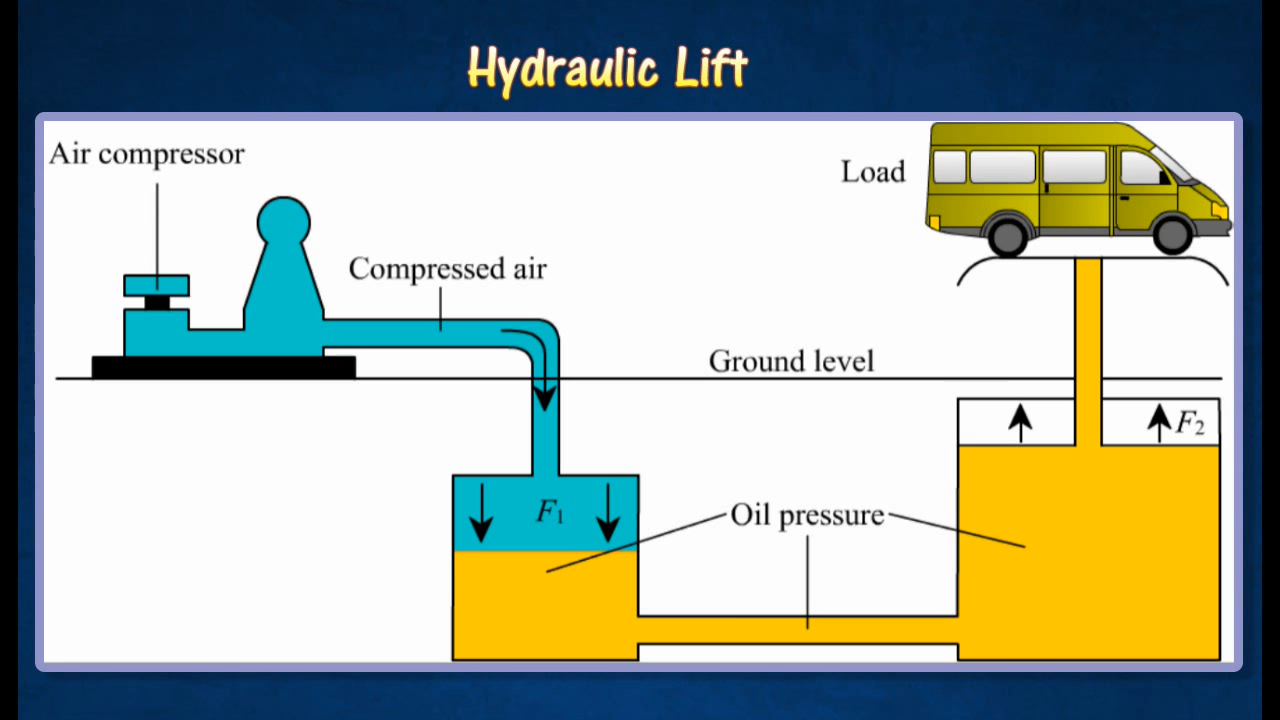 Hydraulic Lift
Air compressor
Load
Compressed air
Ground level
F2
F1
Oil pressure